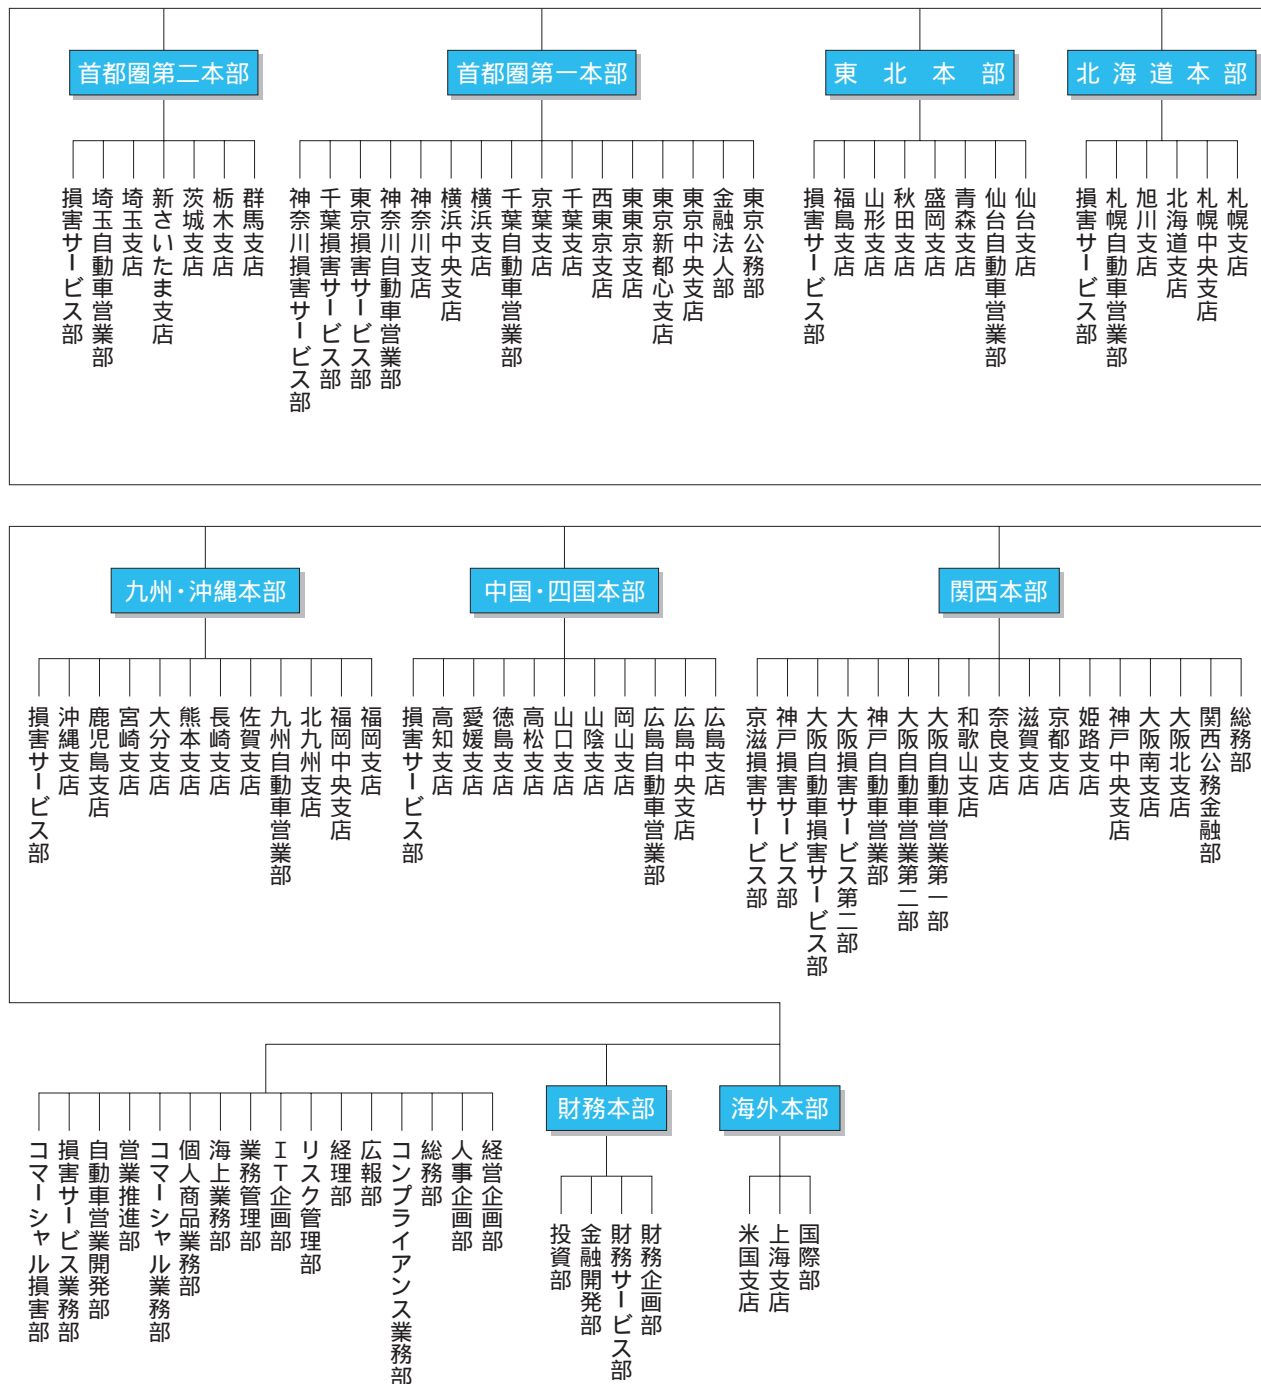 首都圏第二本部
首都圏第一本部
東北本部
北海道本部
損害サービス部
埼玉自動車営業部
埼玉支店
新さいたま支店
茨城支店
栃木支店
群馬支店
神奈川損害サービス部
千葉損害サービス部
東京損害サービス部
神奈川自動車営業部
神奈川支店
横浜中央支店
横浜支店
千葉自動車営業部
京葉支店
千葉支店
西東京支店
東東京支店
東京新都心支店
東京中央支店
金融法人部
東京公務部
損害サービス部
福島支店
山形支店
秋田支店
盛岡支店
青森支店
仙台自動車営業部
仙台支店
損害サービス部
札幌自動車営業部
旭川支店
北海道支店
札幌中央支店
札幌支店
九州・沖縄本部
中国・四国本部
関西本部
損害サービス部
沖縄支店
鹿児島支店
宮崎支店
大分支店
熊本支店
長崎支店
佐賀支店
九州自動車営業部
北九州支店
福岡中央支店
福岡支店
損害サービス部
高知支店
愛媛支店
徳島支店
高松支店
山口支店
山陰支店
岡山支店
広島自動車営業部
広島中央支店
広島支店
京滋損害サービス部
神戸損害サービス部
大阪自動車損害サービス部
大阪損害サービス第二部
神戸自動車営業部
大阪自動車営業第二部
大阪自動車営業第一部
和歌山支店
奈良支店
滋賀支店
京都支店
姫路支店
神戸中央支店
大阪南支店
大阪北支店
関西公務金融部
総務部
財務本部
海外本部
コマーシャル損害部
損害サービス業務部
自動車営業開発部
営業推進部
コマーシャル業務部
個人商品業務部
海上業務部
業務管理部
IT企画部
リスク管理部
経理部
広報部
コンプライアンス業務部
総務部
人事企画部
経営企画部
投資部
金融開発部
財務サービス部
財務企画部
米国支店
上海支店
国際部